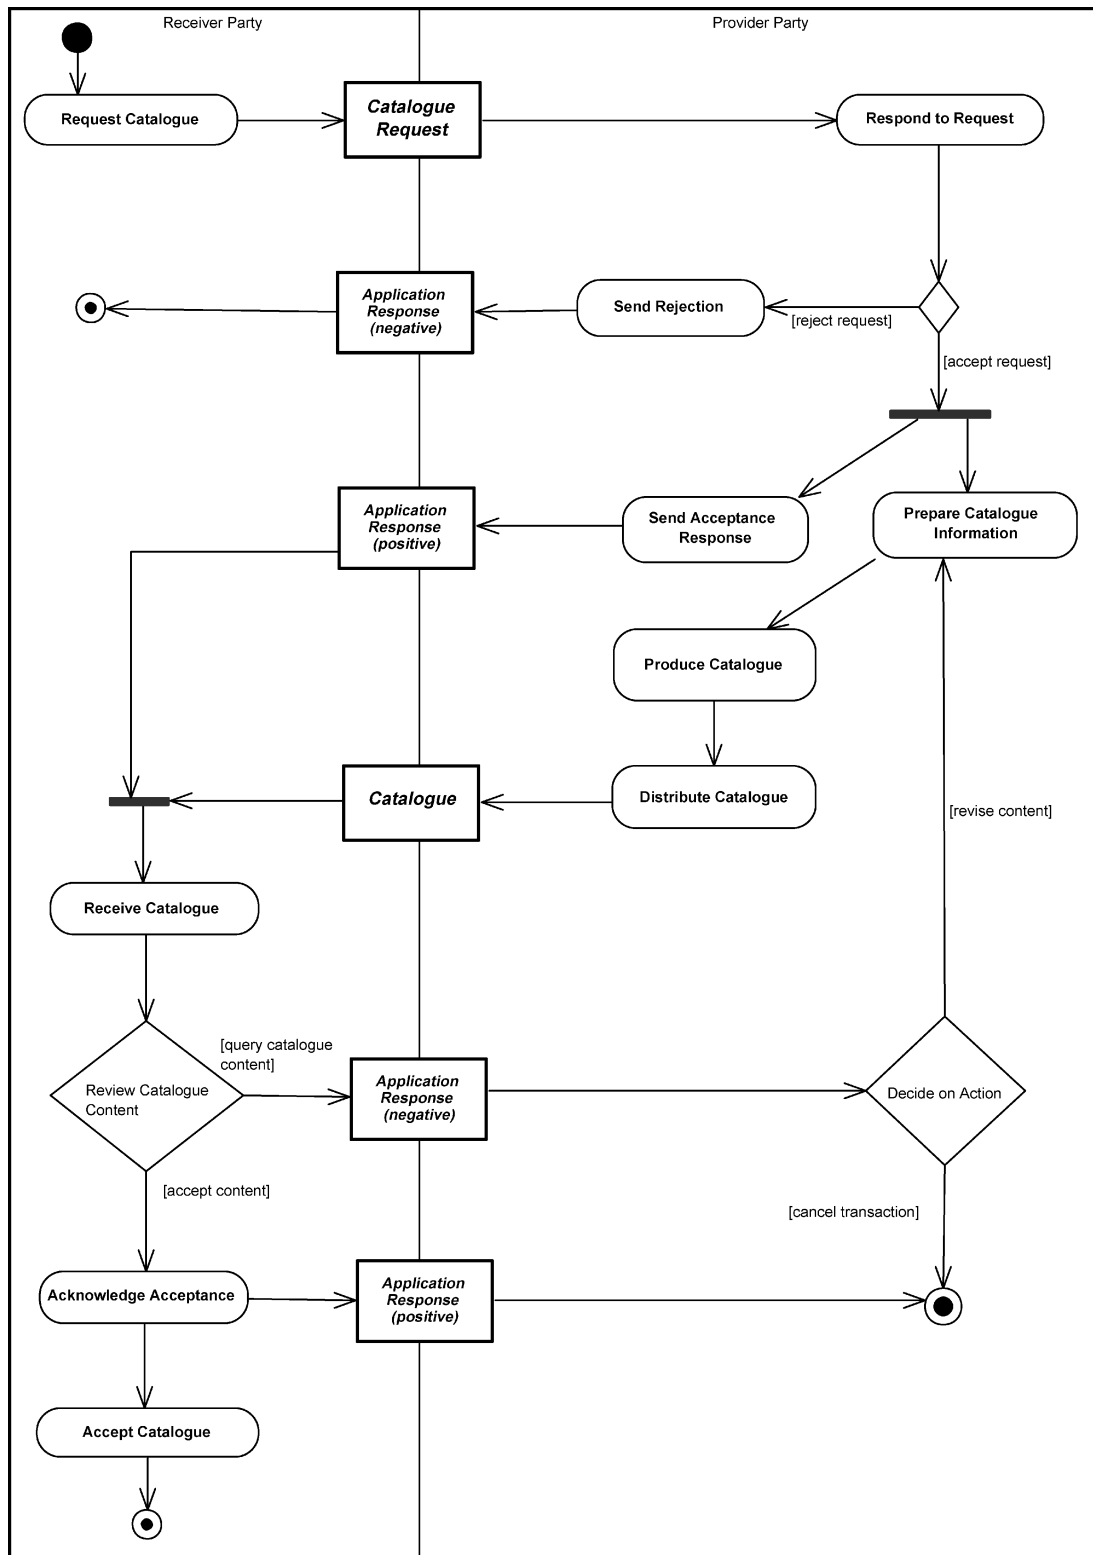 Receiver Party
Provider Party
Request Catalogue
Catalogue
Request
Respond to Request
Application
Response
(negative)
Send Rejection
[reject request]
[accept request]
Application
Response
(positive)
Send Acceptance
Response
Prepare Catalogue
Information
Produce Catalogue
Catalogue
Distribute Catalogue
[revise content]
Receive Catalogue
[query catalogue
content]
Review Catalogue
Content
Application
Response
(negative)
Decide on Action
[accept content]
[cancel transaction]
Acknowledge Acceptance
Application
Response
(positive)
Accept Catalogue